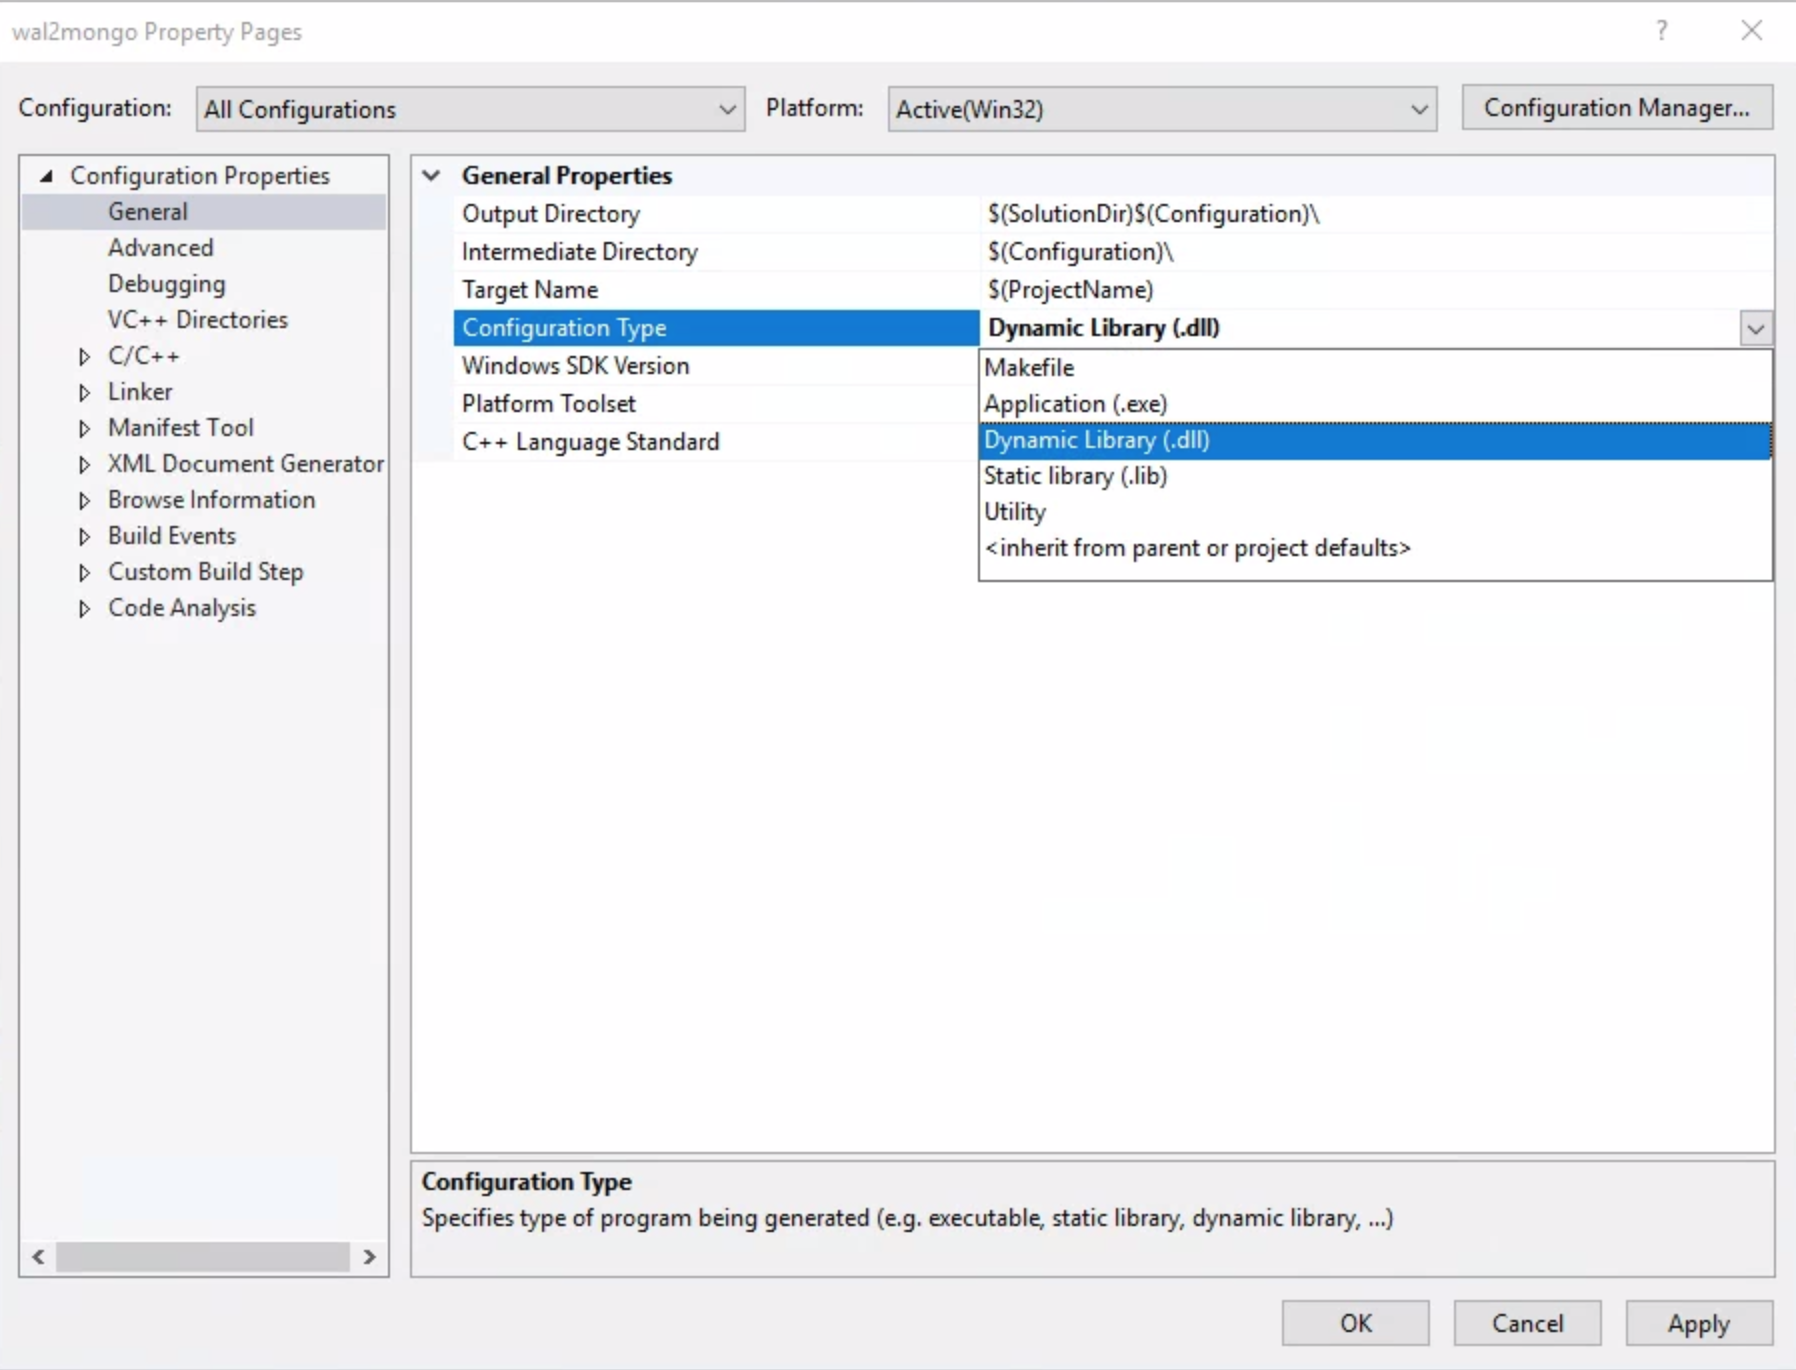 wal2mongo Property Pages
?
Configuration: All Configurations Platform: Active(Win32) Configuration Manager...
Configuration Properties
General
Advanced
Debugging
VC++ Directories
C/C++
Linker
Manifest Tool
XML Document Generator
Browse Information
Build Events
Custom Build Step
Code Analysis
General Properties
Output Directory $(SolutionDir)$(Configuration)\
Intermediate Directory $(Configuration)\
Target Name $(ProjectName)
Configuration Type Dynamic Library (.dll)
Windows SDK Version
Platform Toolset
C++ Language Standard
Makefile
Application (.exe)
Dynamic Library (.dll)
Static library (.lib)
Utility
<inherit from parent or project defaults>
Configuration Type
Specifies type of program being generated (e.g. executable, static library, dynamic library, ...)
OK Cancel Apply